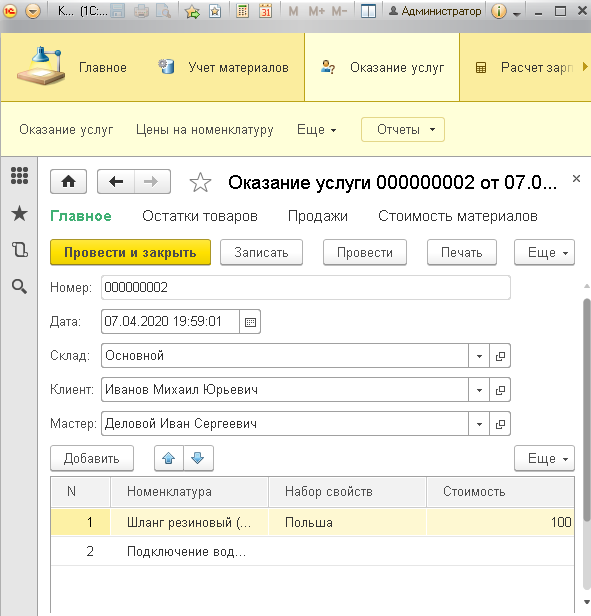 К... (1С:
M M+ M- Администратор
Главное Учет материалов Оказание услуг Расчет зарп
Оказание услуг Цены на номенклатуру Еще Отчеты
Оказание услуги 000000002 от 07.0...
Главное Остатки товаров Продажи Стоимость материалов
Провести и закрыть Записать Провести Печать Еще
Номер: 000000002
Дата: 07.04.2020 19:59:01
Склад: Основной
Клиент: Иванов Михаил Юрьевич
Мастер: Деловой Иван Сергеевич
Добавить Еще
N Номенклатура Набор свойств Стоимость
1 Шланг резиновый (... Польша 100
2 Подключение вод...